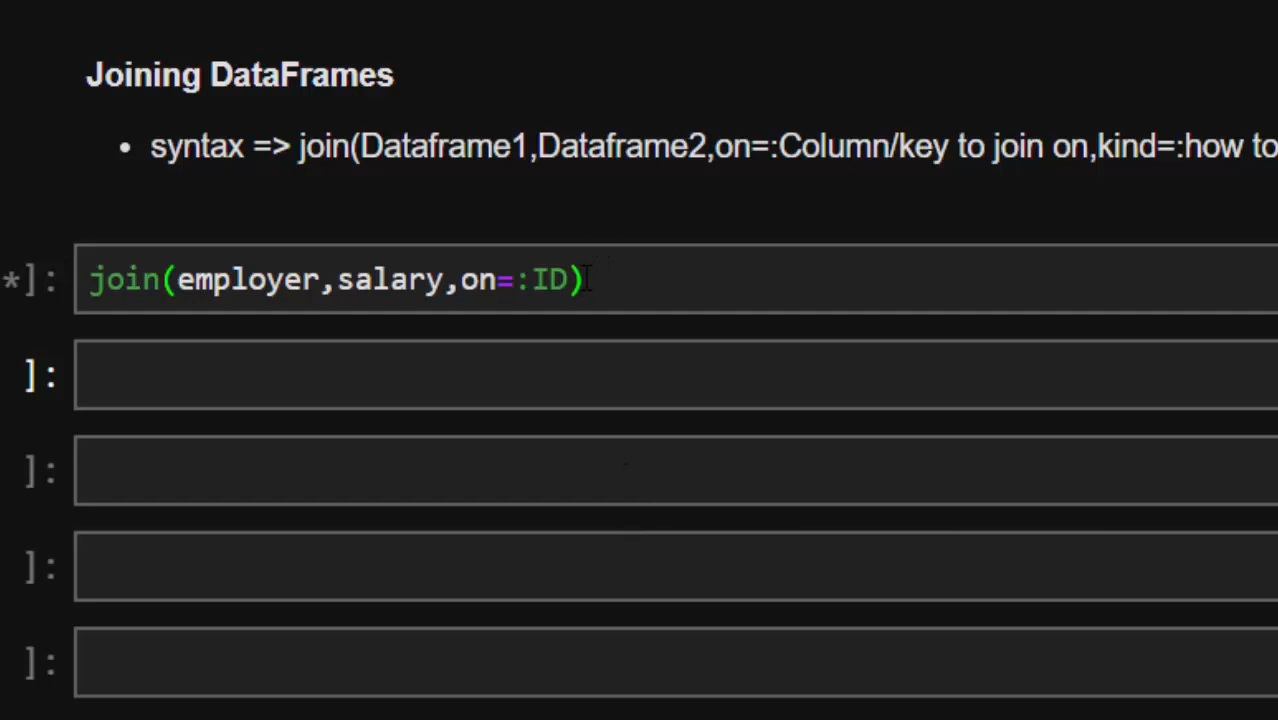 Joining DataFrames
• syntax => join(Dataframe1,Dataframe2,on=:Column/key to join on,kind=:how to
*]: join(employer,salary,on=:ID)
]:
]:
]:
]: